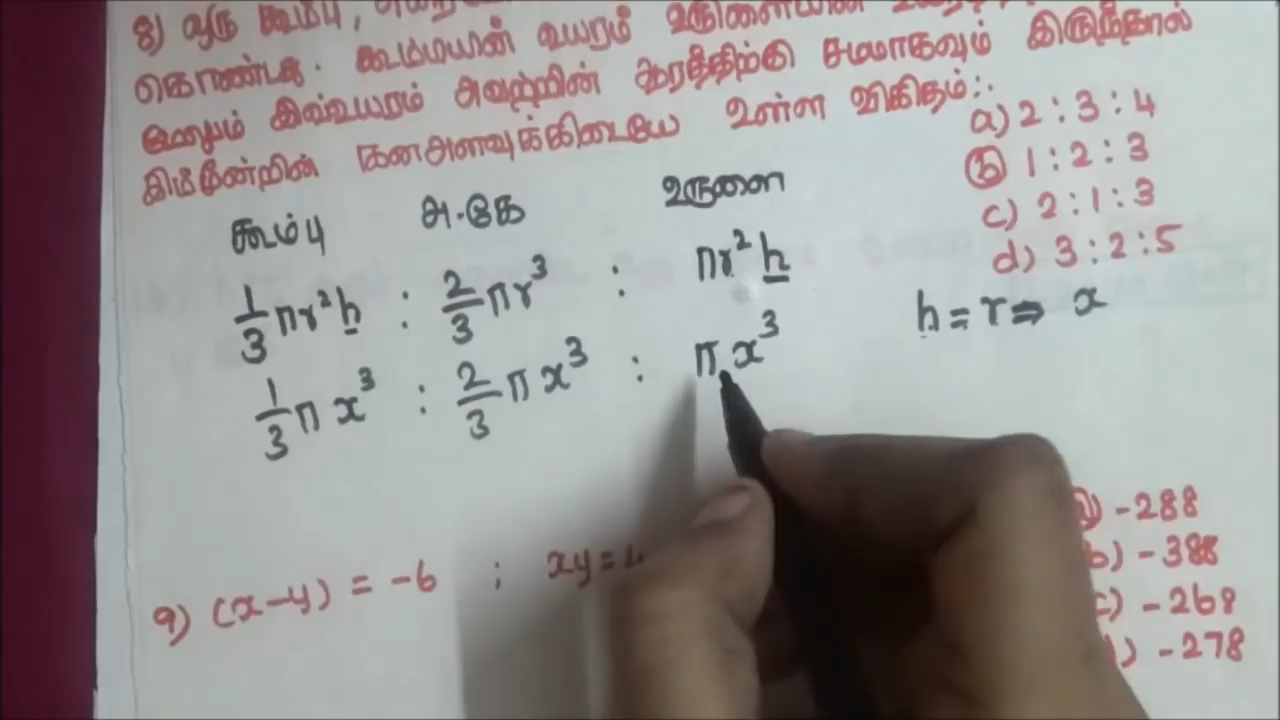 8) ஒரு கூம்பு,
கொண்டது. கூம்பின் உயரம் உருளையின்
மேலும் இவ்உயரம் அவற்றின் ஆரத்திற்கு சமமாகவும் இருந்தால்
இம்மூன்றின் கனஅளவுக்கிடையே உள்ள விகிதம்:.
a) 2 : 3 : 4
b) 1 : 2 : 3
c) 2 : 1 : 3
d) 3 : 2 : 5
கூம்பு அ.கே உருளை
1/3 πr²h : 2/3 πr³ : πr²h
h = r ⇒ x
1/3 πx³ : 2/3 πx³ : πx³
9) (x-y) = -6 ; xy=
-288
b) -388
c) -268
) -278